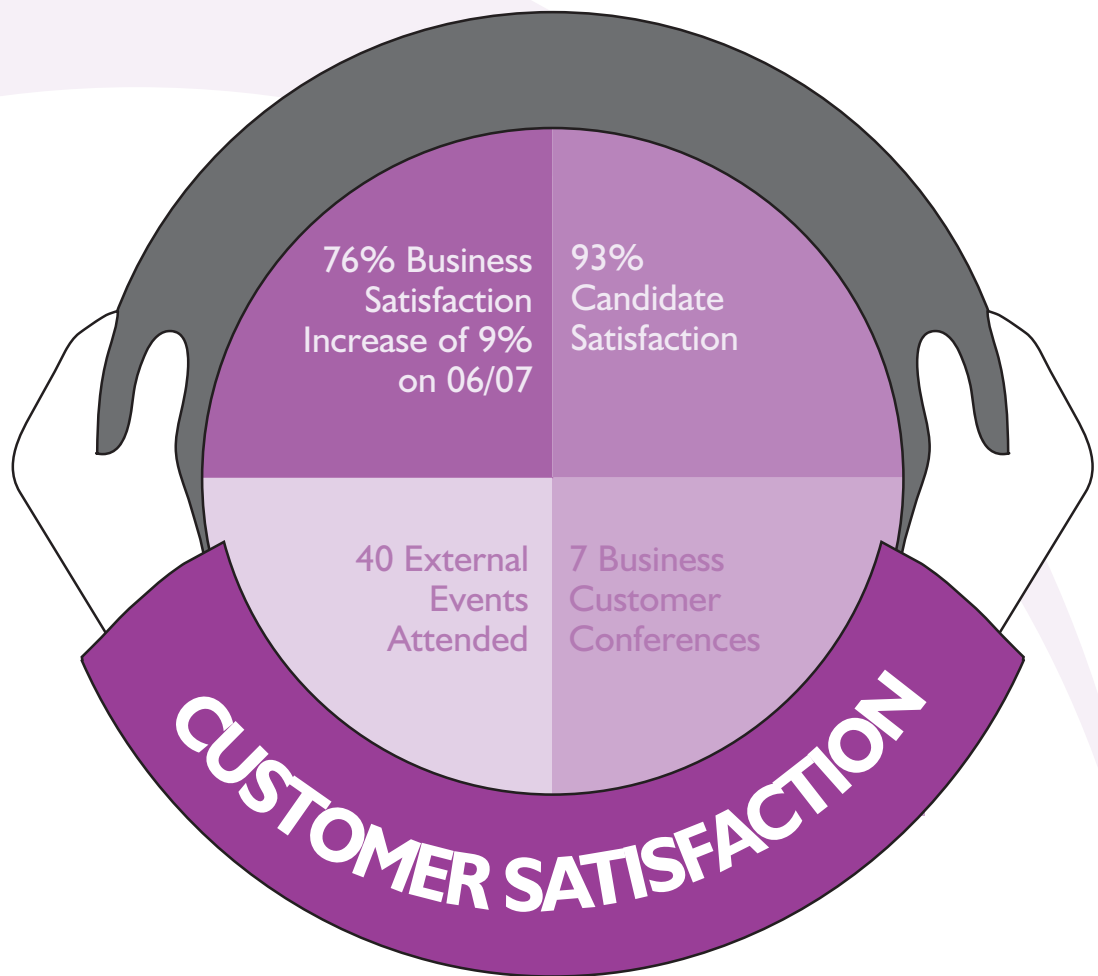 76% Business
Satisfaction
Increase of 9%
on 06/07
93%
Candidate
Satisfaction
40 External
Events
Attended
7 Business
Customer
Conferences
CUSTOMER SATISFACTION